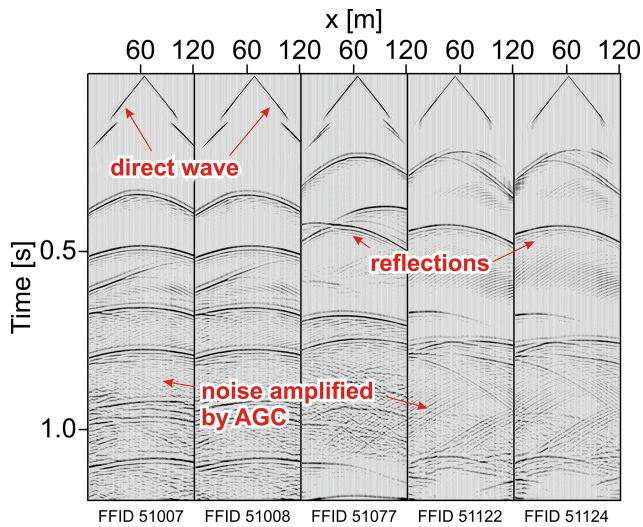 x [m]
60 120 60 120 60 120 60 120 60 120
direct wave
0.5
reflections
Time [s]
noise amplified
by AGC
1.0
FFID 51007 FFID 51008 FFID 51077 FFID 51122 FFID 51124